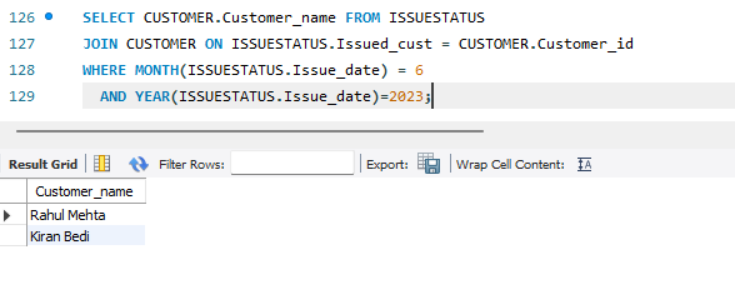 126 SELECT CUSTOMER.Customer_name FROM ISSUESTATUS
127 JOIN CUSTOMER ON ISSUESTATUS.Issued_cust = CUSTOMER.Customer_id
128 WHERE MONTH(ISSUESTATUS.Issue_date) = 6
129 AND YEAR(ISSUESTATUS.Issue_date)=2023;
Result Grid Filter Rows: Export: Wrap Cell Content: IA
Customer_name
Rahul Mehta
Kiran Bedi